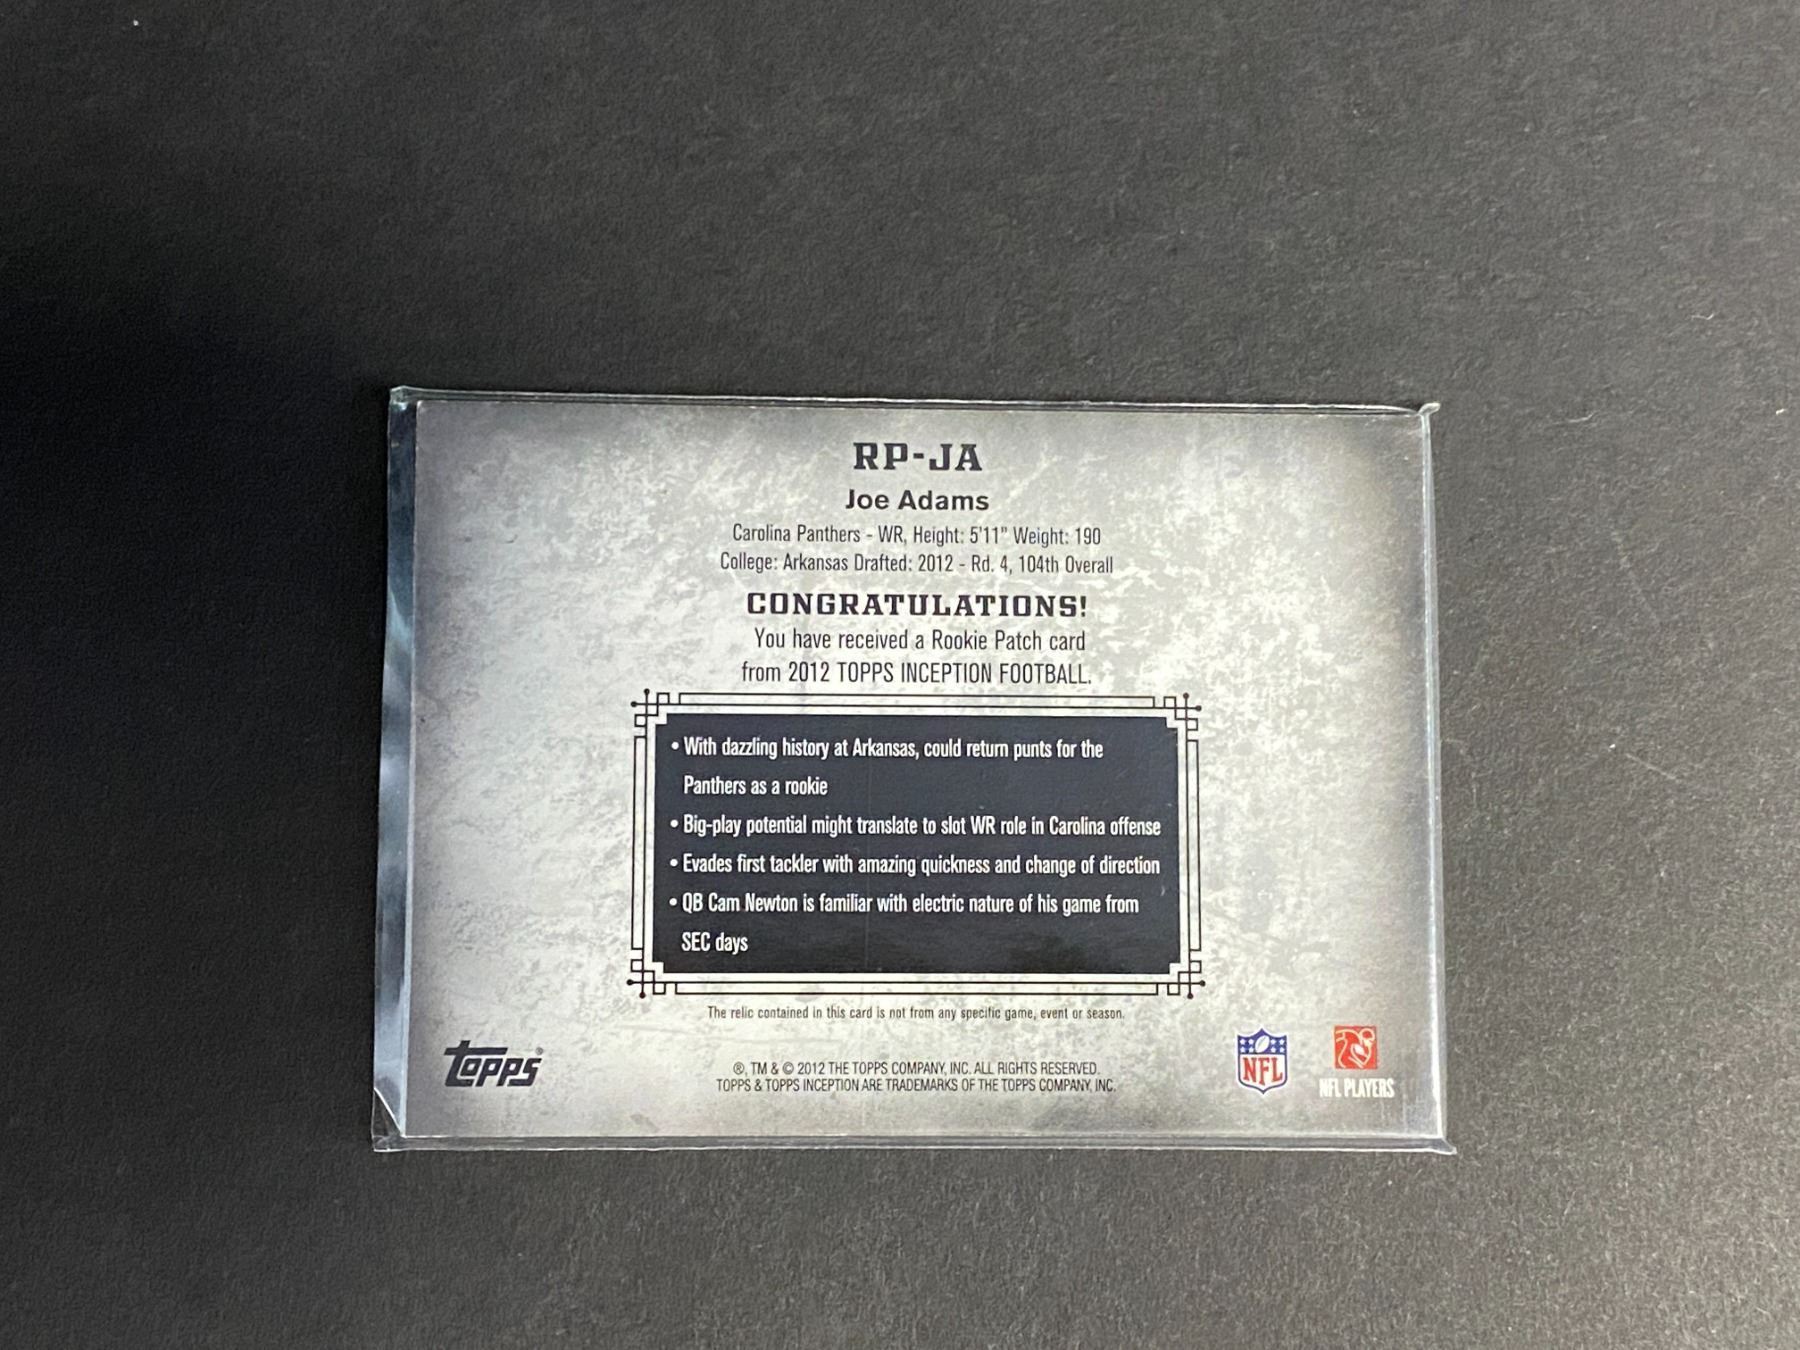 RP-JA
Joe Adams
Carolina Panthers - WR, Height: 5'11" Weight: 190
College: Arkansas Drafted: 2012 - Rd. 4, 104th Overall
CONGRATULATIONS!
You have received a Rookie Patch card
from 2012 TOPPS INCEPTION FOOTBALL.
• With dazzling history at Arkansas, could return punts for the
Panthers as a rookie
• Big-play potential might translate to slot WR role in Carolina offense
• Evades first tackler with amazing quickness and change of direction
• QB Cam Newton is familiar with electric nature of his game from
SEC days
The relic contained in this card is not from any specific game, event or season.
Topps®
®, TM & © 2012 THE TOPPS COMPANY, INC. ALL RIGHTS RESERVED.
TOPPS & TOPPS INCEPTION ARE TRADEMARKS OF THE TOPPS COMPANY, INC.
NFL
NFL PLAYERS